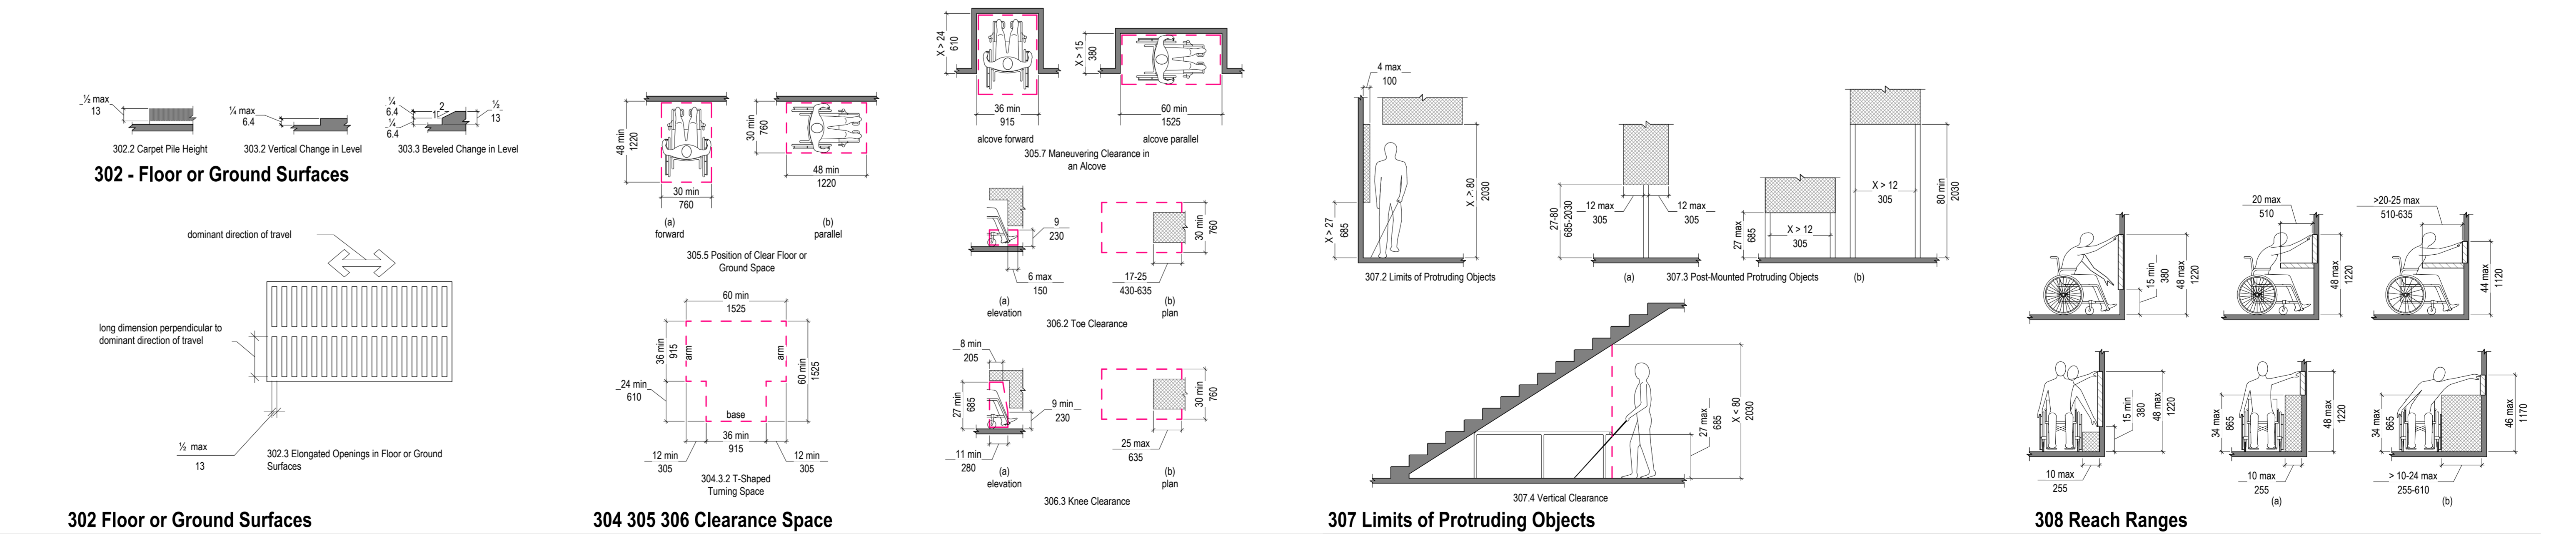 ½ max
13
302.2 Carpet Pile Height
¼ max
6.4
303.2 Vertical Change in Level
¼
6.4
¼
6.4
2
1
½
13
303.3 Beveled Change in Level
302 - Floor or Ground Surfaces
dominant direction of travel
long dimension perpendicular to
dominant direction of travel
½ max
13
302.3 Elongated Openings in Floor or Ground
Surfaces
302 Floor or Ground Surfaces
48 min
1220
30 min
760
(a)
forward
30 min
760
48 min
1220
(b)
parallel
305.5 Position of Clear Floor or
Ground Space
60 min
1525
36 min
915
arm
arm
24 min
610
60 min
1525
base
36 min
915
12 min
305
12 min
305
304.3.2 T-Shaped
Turning Space
X > 24
610
36 min
915
alcove forward
X > 15
380
60 min
1525
alcove parallel
305.7 Maneuvering Clearance in
an Alcove
9
230
6 max
150
(a)
elevation
30 min
760
17-25
430-635
(b)
plan
306.2 Toe Clearance
8 min
205
27 min
685
9 min
230
11 min
280
(a)
elevation
30 min
760
25 max
635
(b)
plan
306.3 Knee Clearance
304 305 306 Clearance Space
4 max
100
X > 27
685
X > 80
2030
307.2 Limits of Protruding Objects
27-80
685-2030
12 max
305
12 max
305
(a)
307.3 Post-Mounted Protruding Objects
27 max
685
X > 12
305
X > 12
305
80 min
2030
(b)
27 max
685
X < 80
2030
307.4 Vertical Clearance
307 Limits of Protruding Objects
15 min
380
48 max
1220
20 max
510
48 max
1220
>20-25 max
510-635
44 max
1120
15 min
380
48 max
1220
10 max
255
34 max
865
48 max
1220
10 max
255
(a)
34 max
865
46 max
1170
> 10-24 max
255-610
(b)
308 Reach Ranges